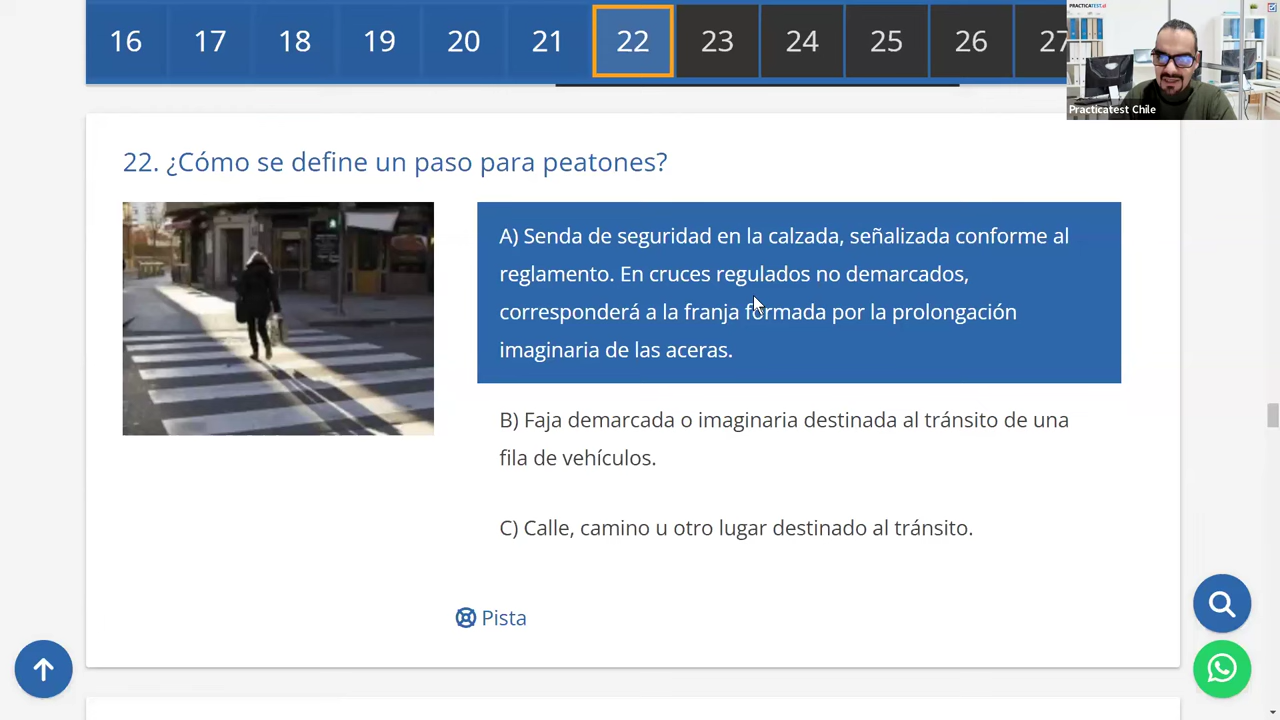 16 17 18 19 20 21 22 23 24 25 26 27
PRACTICATEST.cl
Practicatest Chile
22. ¿Cómo se define un paso para peatones?
A) Senda de seguridad en la calzada, señalizada conforme al
reglamento. En cruces regulados no demarcados,
corresponderá a la franja formada por la prolongación
imaginaria de las aceras.
B) Faja demarcada o imaginaria destinada al tránsito de una
fila de vehículos.
C) Calle, camino u otro lugar destinado al tránsito.
Pista